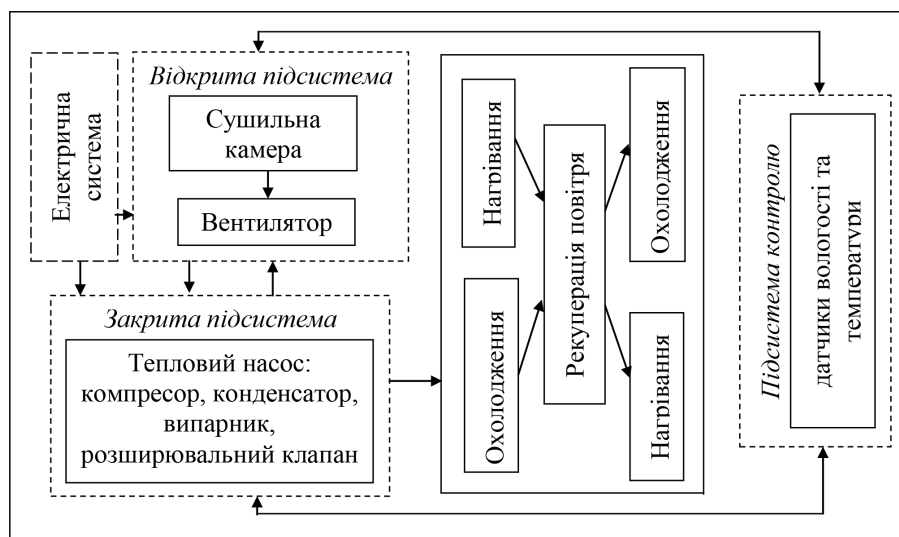 Електрична
система
Відкрита підсистема
Сушильна
камера
Вентилятор
Закрита підсистема
Тепловий насос:
компресор, конденсатор,
випарник,
розширювальний клапан
Нагрівання
Охолодження
Рекуперація повітря
Охолодження
Нагрівання
Підсистема контролю
датчики вологості та
температури